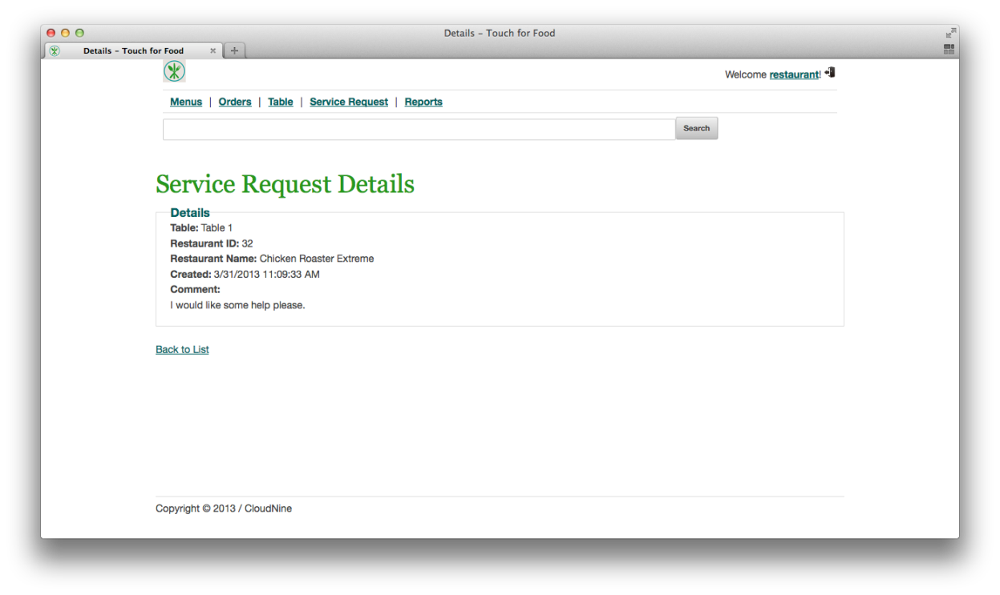 Details – Touch for Food
Details – Touch for Food
Welcome restaurant!
Menus | Orders | Table | Service Request | Reports
Search
Service Request Details
Details
Table: Table 1
Restaurant ID: 32
Restaurant Name: Chicken Roaster Extreme
Created: 3/31/2013 11:09:33 AM
Comment:
I would like some help please.
Back to List
Copyright © 2013 / CloudNine